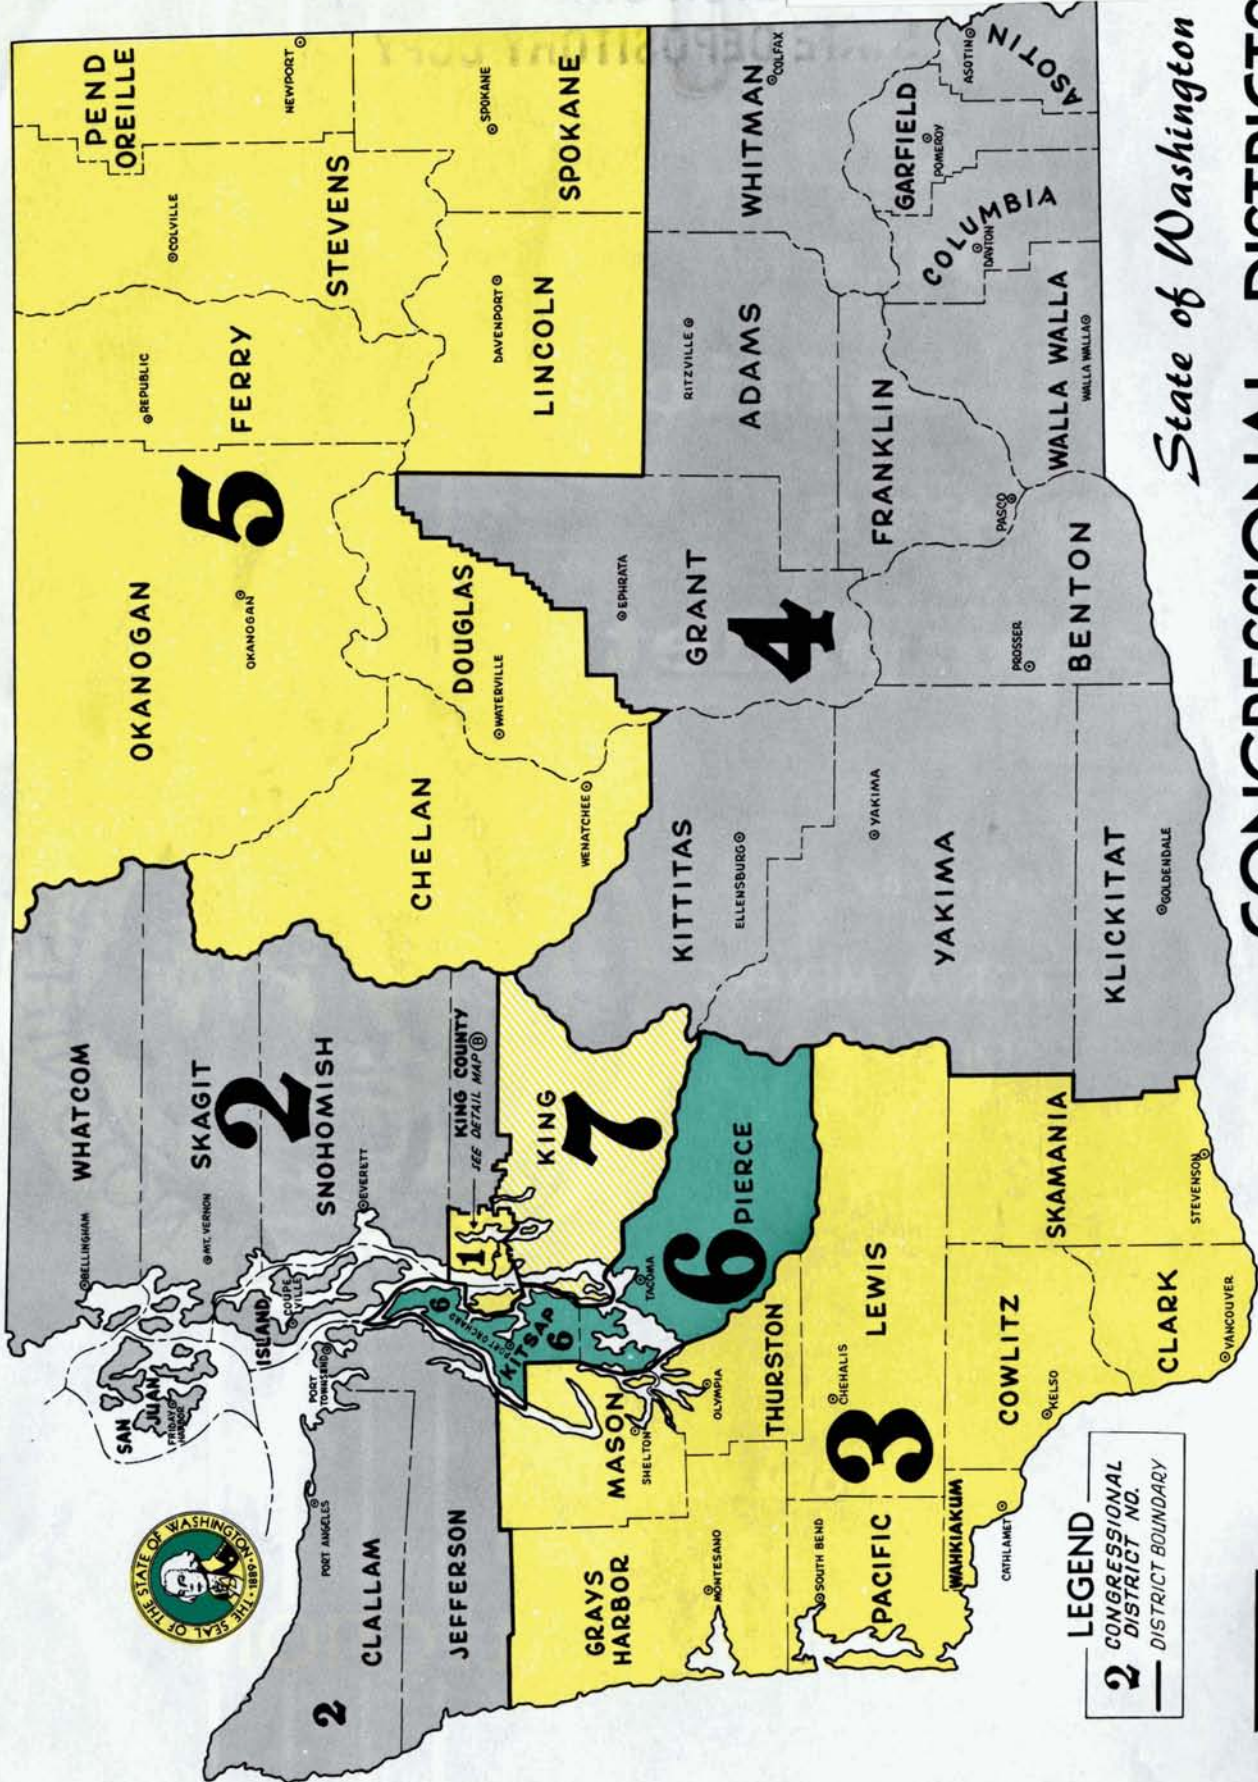 State of Washington
CONGRESSIONAL DISTRICTS
THE SEAL OF THE STATE OF WASHINGTON
1889
WHATCOM
BELLINGHAM
SAN
JUAN
FRIDAY
HARBOR
SKAGIT
MT. VERNON
2
ISLAND
COUPE
VILLE
SNOHOMISH
EVERETT
2
CLALLAM
PORT ANGELES
PORT
TOWNSEND
JEFFERSON
KING COUNTY
SEE DETAIL MAP B
1
KING
7
6
PORT ORCHARD
KITSAP
6
6
PIERCE
TACOMA
MASON
SHELTON
GRAYS
HARBOR
MONTESANO
THURSTON
OLYMPIA
LEWIS
CHEHALIS
3
PACIFIC
SOUTH BEND
WAHKIAKUM
CATHLAMET
COWLITZ
KELSO
CLARK
VANCOUVER
SKAMANIA
STEVENSON
OKANOGAN
OKANOGAN
5
FERRY
REPUBLIC
STEVENS
COLVILLE
PEND
OREILLE
NEWPORT
CHELAN
WENATCHEE
DOUGLAS
WATERVILLE
LINCOLN
DAVENPORT
SPOKANE
SPOKANE
KITTITAS
ELLENSBURG
GRANT
EPHRATA
4
ADAMS
RITZVILLE
WHITMAN
COLFAX
YAKIMA
YAKIMA
BENTON
PROSSER
FRANKLIN
PASCO
WALLA WALLA
WALLA WALLA
COLUMBIA
DAYTON
GARFIELD
POMEROY
ASOTIN
ASOTIN
KLICKITAT
GOLDENDALE
LEGEND
2 CONGRESSIONAL
DISTRICT NO.
DISTRICT BOUNDARY